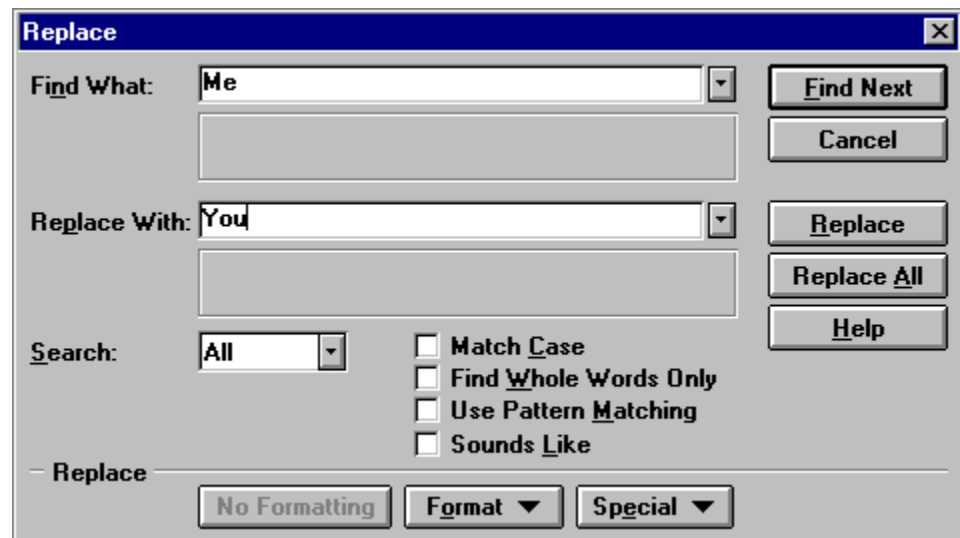 Replace
Find What: Me
Find Next
Cancel
Replace With: You
Replace
Replace All
Help
Search: All
Match Case
Find Whole Words Only
Use Pattern Matching
Sounds Like
Replace
No Formatting Format Special